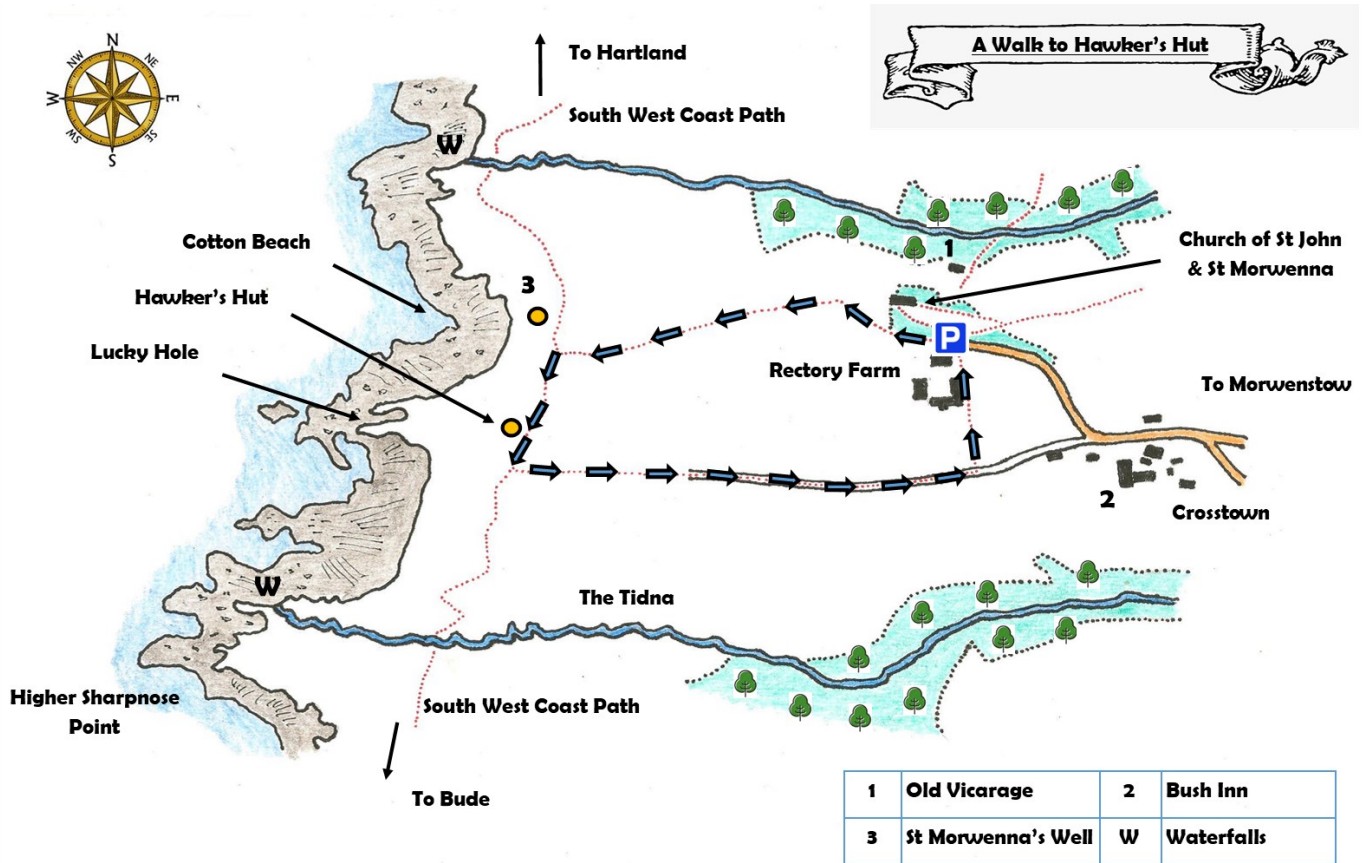 A Walk to Hawker's Hut
N
NE
E
SE
S
SW
W
NW
To Hartland
South West Coast Path
W
Cotton Beach
Hawker's Hut
Lucky Hole
3
1
Church of St John
& St Morwenna
P
Rectory Farm
To Morwenstow
2
Crosstown
W
The Tidna
Higher Sharpnose
Point
South West Coast Path
To Bude
1 Old Vicarage 2 Bush Inn
3 St Morwenna's Well W Waterfalls